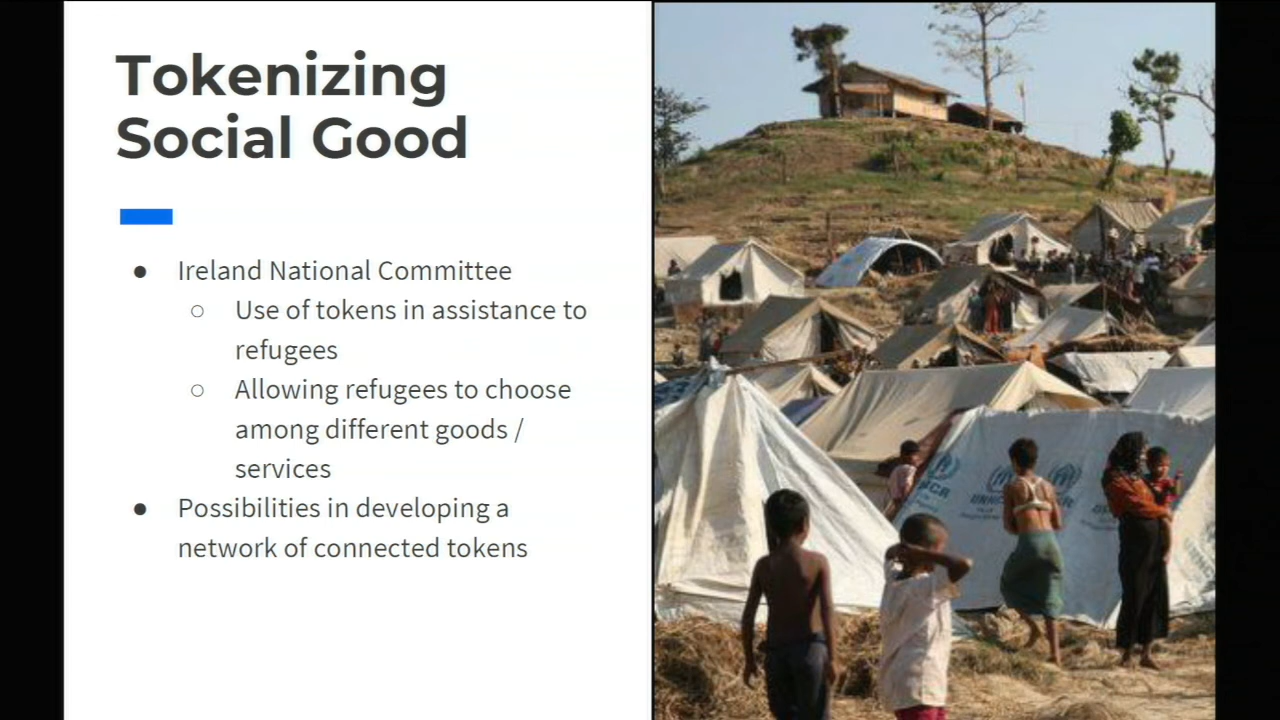 Tokenizing
Social Good
● Ireland National Committee
○ Use of tokens in assistance to
refugees
○ Allowing refugees to choose
among different goods /
services
● Possibilities in developing a
network of connected tokens